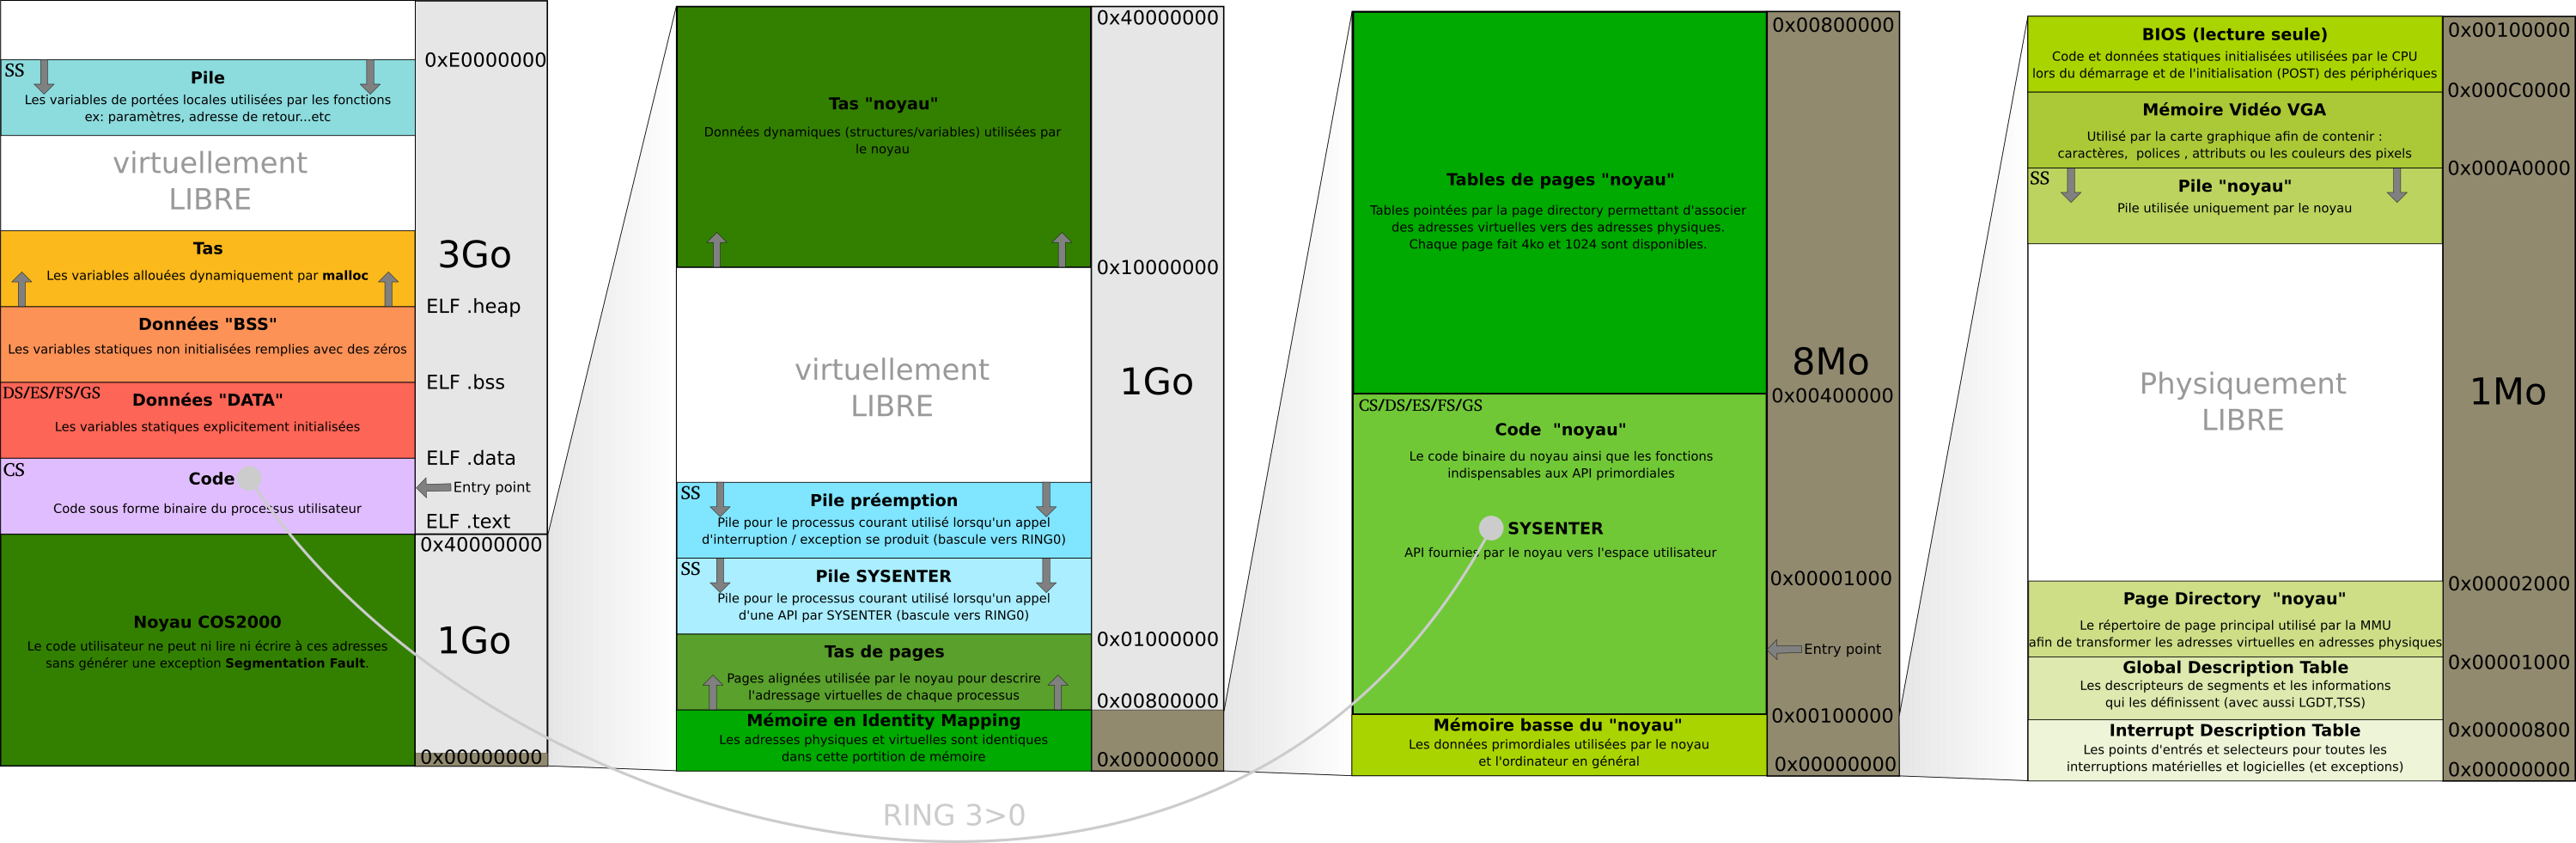 0xE0000000
SS
Pile
Les variables de portées locales utilisées par les fonctions
ex: paramètres, adresse de retour...etc
virtuellement
LIBRE
Tas
Les variables allouées dynamiquement par malloc
3Go
ELF .heap
Données "BSS"
Les variables statiques non initialisées remplies avec des zéros
ELF .bss
DS/ES/FS/GS
Données "DATA"
Les variables statiques explicitement initialisées
ELF .data
CS
Code
Code sous forme binaire du processus utilisateur
Entry point
ELF .text
0x40000000
Noyau COS2000
Le code utilisateur ne peut ni lire ni écrire à ces adresses
sans générer une exception Segmentation Fault.
1Go
0x00000000
0x40000000
Tas "noyau"
Données dynamiques (structures/variables) utilisées par
le noyau
0x10000000
virtuellement
LIBRE
1Go
SS
Pile préemption
Pile pour le processus courant utilisé lorsqu'un appel
d'interruption / exception se produit (bascule vers RING0)
SS
Pile SYSENTER
Pile pour le processus courant utilisé lorsqu'un appel
d'une API par SYSENTER (bascule vers RING0)
0x01000000
Tas de pages
Pages alignées utilisée par le noyau pour descrire
l'adressage virtuelles de chaque processus
0x00800000
Mémoire en Identity Mapping
Les adresses physiques et virtuelles sont identiques
dans cette partition de mémoire
0x00000000
RING 3>0
0x00800000
Tables de pages "noyau"
Tables pointées par la page directory permettant d'associer
des adresses virtuelles vers des adresses physiques.
Chaque page fait 4ko et 1024 sont disponibles.
8Mo
0x00400000
CS/DS/ES/FS/GS
Code  "noyau"
Le code binaire du noyau ainsi que les fonctions
indispensables aux API primordiales
SYSENTER
API fournies par le noyau vers l'espace utilisateur
0x00001000
Entry point
0x00100000
Mémoire basse du "noyau"
Les données primordiales utilisées par le noyau
et l'ordinateur en général
0x00000000
0x00100000
BIOS (lecture seule)
Code et données statiques initialisées utilisées par le CPU
lors du démarrage et de l'initialisation (POST) des périphériques
0x000C0000
Mémoire Vidéo VGA
Utilisé par la carte graphique afin de contenir :
caractères,  polices , attributs ou les couleurs des pixels
0x000A0000
SS
Pile "noyau"
Pile utilisée uniquement par le noyau
Physiquement
LIBRE
1Mo
0x00002000
Page Directory  "noyau"
Le répertoire de page principal utilisé par la MMU
afin de transformer les adresses virtuelles en adresses physiques
0x00001000
Global Description Table
Les descripteurs de segments et les informations
qui les définissent (avec aussi LGDT,TSS)
0x00000800
Interrupt Description Table
Les points d'entrés et selecteurs pour toutes les
interruptions matérielles et logicielles (et exceptions)
0x00000000